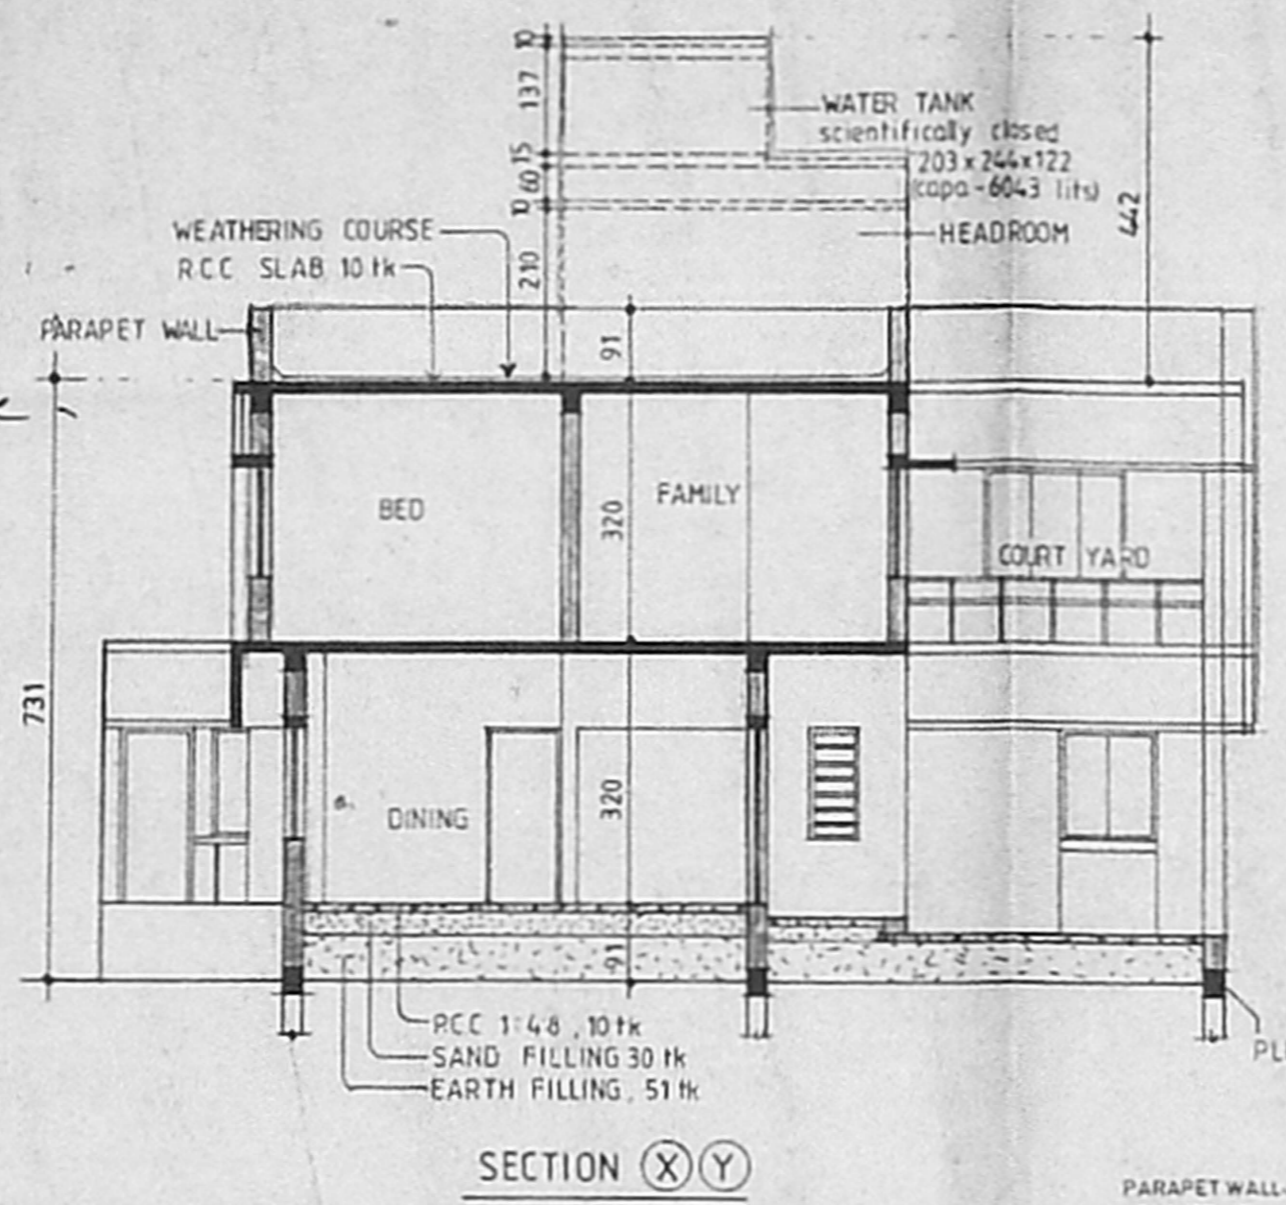 10
137
15
60
10
210
WATER TANK
scientifically closed
203 x 244 x 122
(capa - 6043 lits)
442
HEADROOM
WEATHERING COURSE
R.C.C SLAB 10 tk
PARAPET WALL
91
BED
FAMILY
320
COURT YARD
731
DINING
320
91
P.C.C 1:4:8 , 10 tk
SAND FILLING 30 tk
EARTH FILLING , 51 tk
PL
SECTION X Y
PARAPET WALL